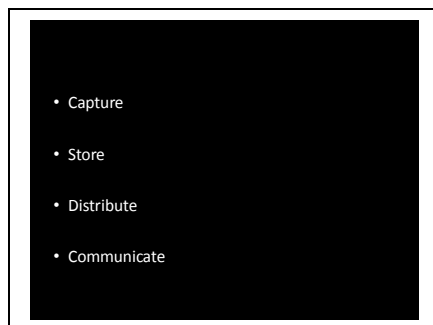 • Capture
• Store
• Distribute
• Communicate